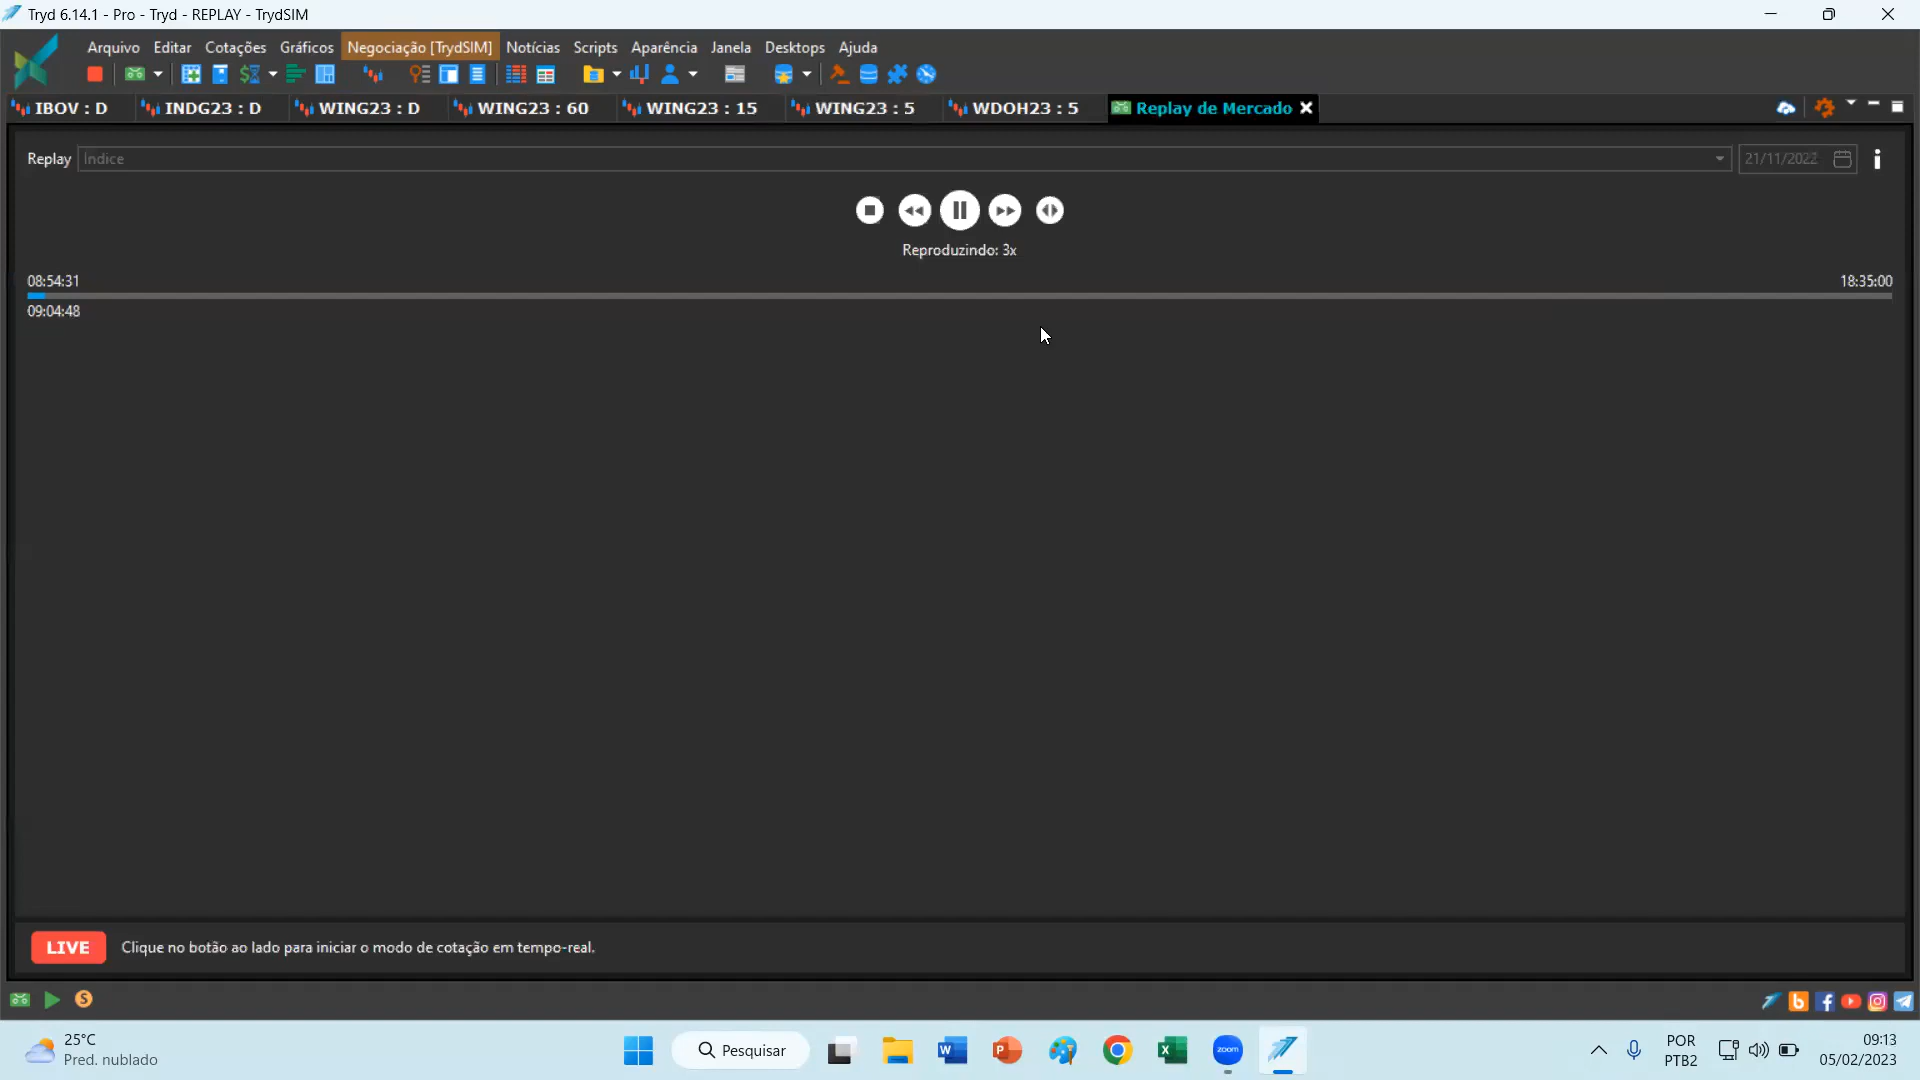 Tryd 6.14.1 - Pro - Tryd - REPLAY - TrydSIM
Arquivo Editar Cotações Gráficos Negociação [TrydSIM] Notícias Scripts Aparência Janela Desktops Ajuda
IBOV : D INDG23 : D WING23 : D WING23 : 60 WING23 : 15 WING23 : 5 WDOH23 : 5 Replay de Mercado
Replay Indice 21/11/2022
Reproduzindo: 3x
08:54:31 18:35:00
09:04:48
LIVE Clique no botão ao lado para iniciar o modo de cotação em tempo-real.
25°C
Pred. nublado
Pesquisar
zoom
POR
PTB2
09:13
05/02/2023